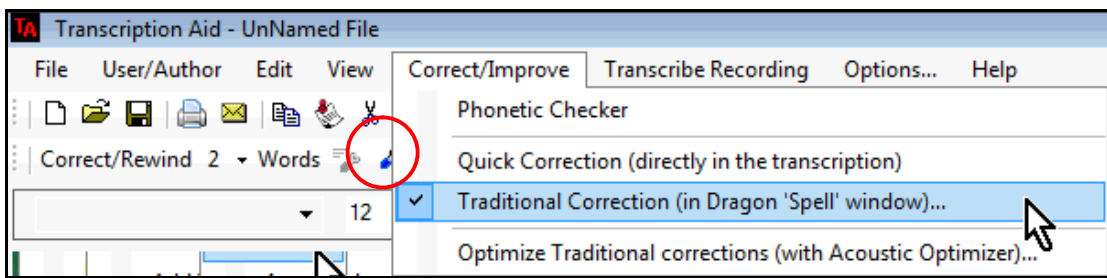 TA Transcription Aid - UnNamed File
File User/Author Edit View Correct/Improve Transcribe Recording Options... Help
Phonetic Checker
Correct/Rewind 2 Words
Quick Correction (directly in the transcription)
12
Traditional Correction (in Dragon 'Spell' window)...
Optimize Traditional corrections (with Acoustic Optimizer)...